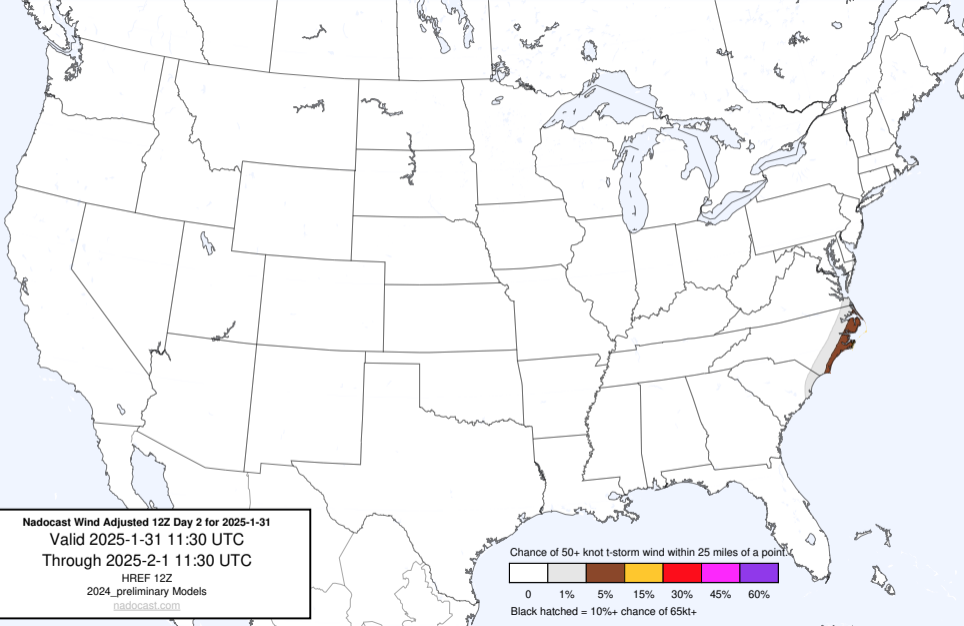 Nadocast Wind Adjusted 12Z Day 2 for 2025-1-31
Valid 2025-1-31 11:30 UTC
Through 2025-2-1 11:30 UTC
HREF 12Z
2024_preliminary Models
nadocast.com
Chance of 50+ knot t-storm wind within 25 miles of a point.
0 1% 5% 15% 30% 45% 60%
Black hatched = 10%+ chance of 65kt+